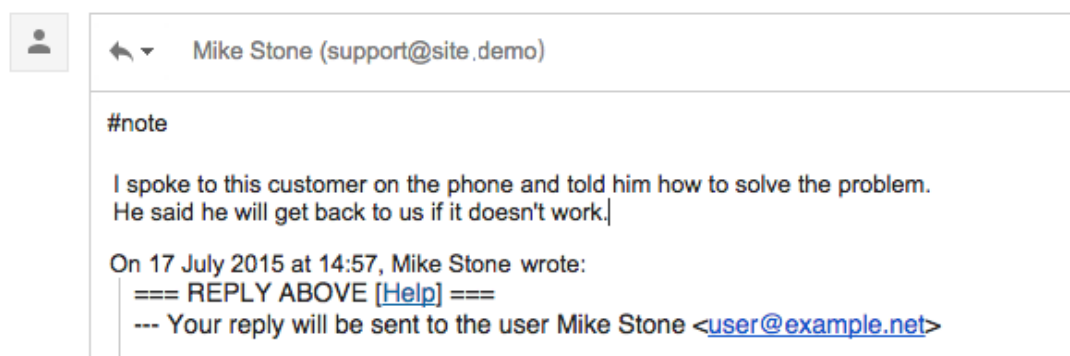 Mike Stone (support@site.demo)
#note
I spoke to this customer on the phone and told him how to solve the problem.
He said he will get back to us if it doesn't work.
On 17 July 2015 at 14:57, Mike Stone wrote:
=== REPLY ABOVE [Help] ===
--- Your reply will be sent to the user Mike Stone <user@example.net>